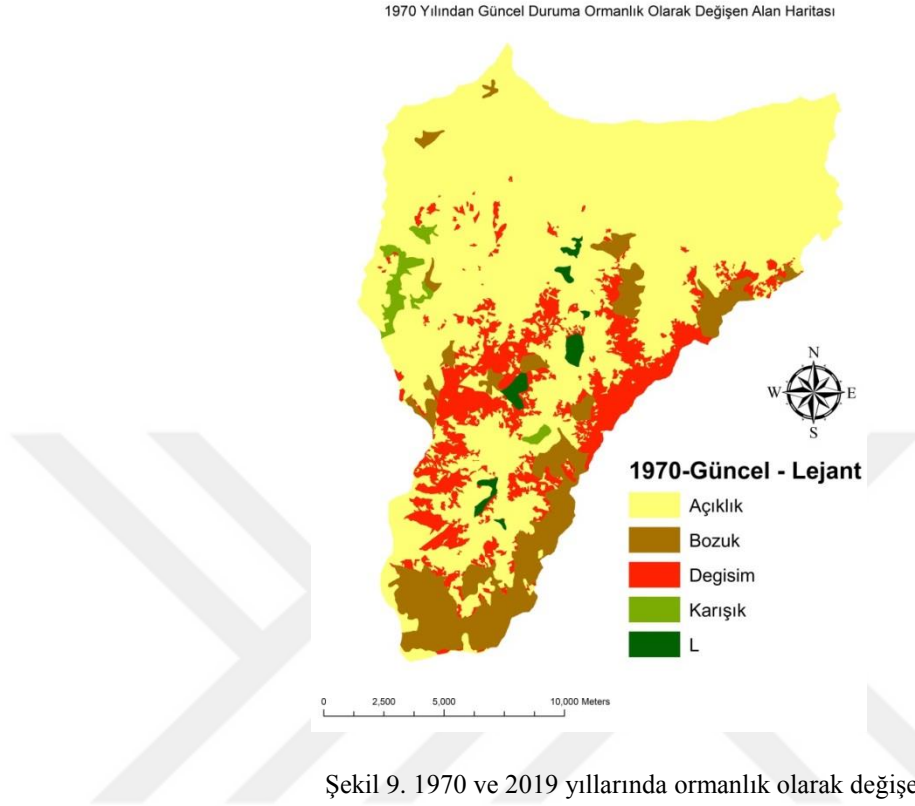 1970 Yılından Güncel Duruma Ormanlık Olarak Değişen Alan Haritası
N
W E
S
1970-Güncel - Lejant
Açıklık
Bozuk
Degisim
Karışık
L
0 2,500 5,000 10,000 Meters
Şekil 9. 1970 ve 2019 yıllarında ormanlık olarak değişe